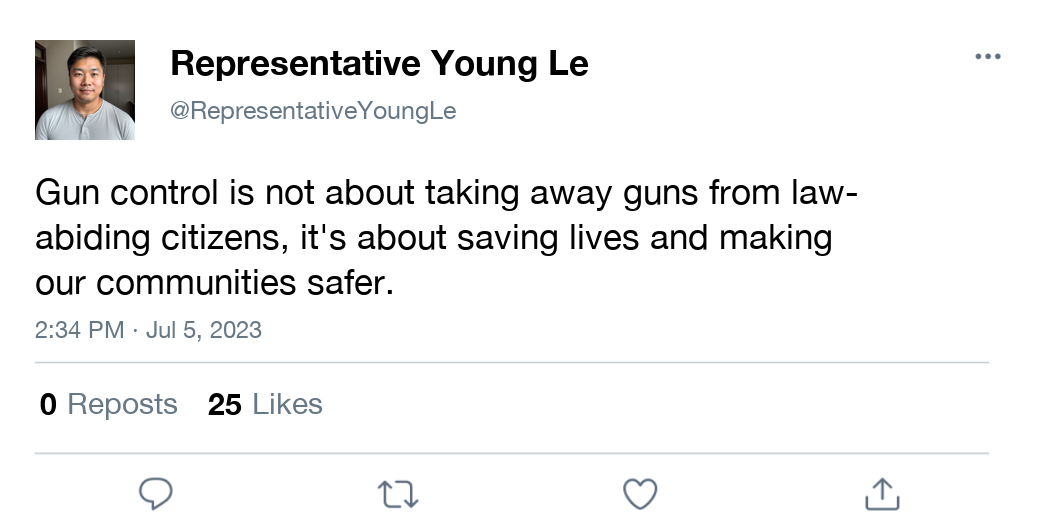 Representative Young Le
@RepresentativeYoungLe
Gun control is not about taking away guns from law-
abiding citizens, it's about saving lives and making
our communities safer.
2:34 PM · Jul 5, 2023
0 Reposts 25 Likes